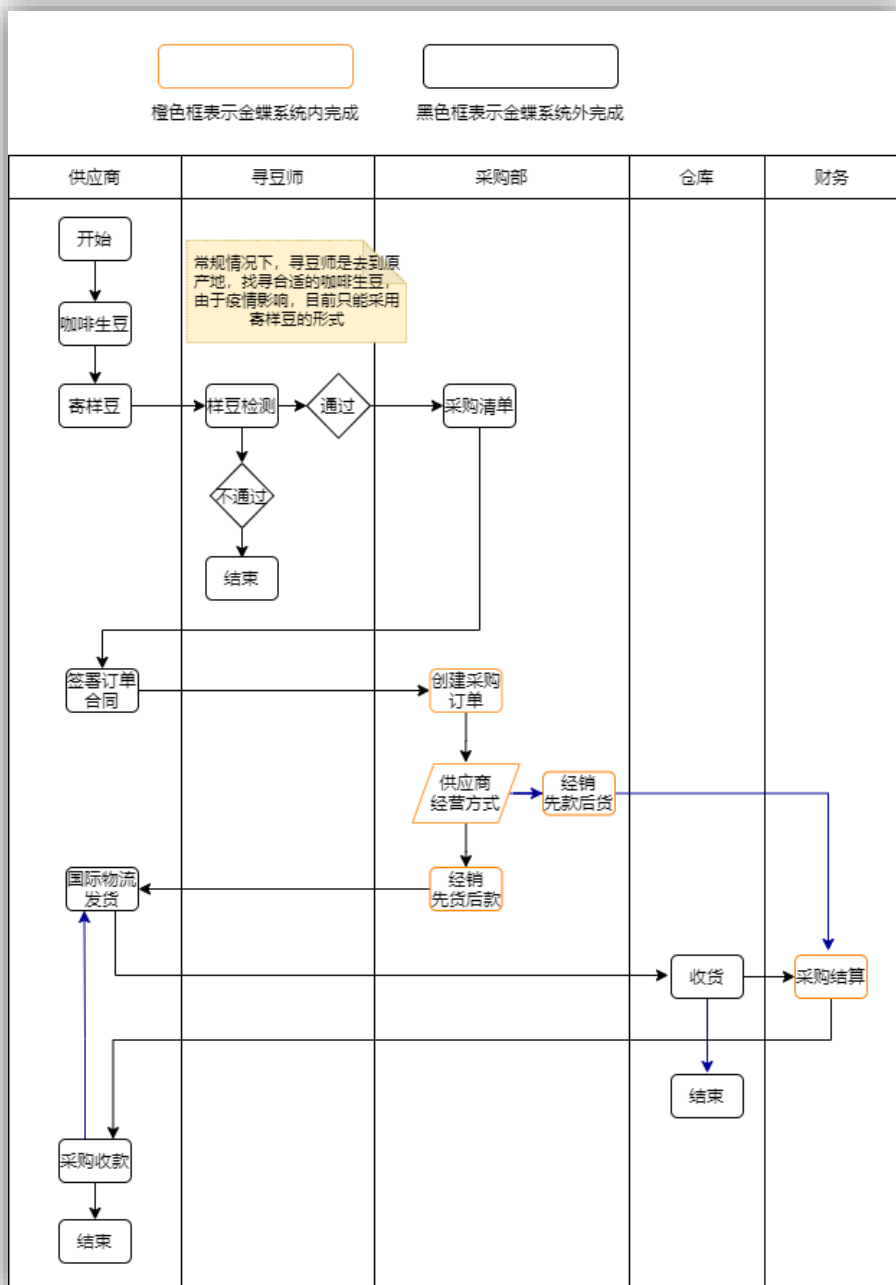 橙色框表示金蝶系统内完成
黑色框表示金蝶系统外完成
供应商
寻豆师
采购部
仓库
财务
开始
常规情况下，寻豆师是去到原
产地，找寻合适的咖啡生豆，
由于疫情影响，目前只能采用
寄样豆的形式
咖啡生豆
寄样豆
样豆检测
通过
采购清单
不通过
结束
签署订单
合同
创建采购
订单
供应商
经营方式
经销
先款后货
国际物流
发货
经销
先货后款
收货
采购结算
结束
采购收款
结束